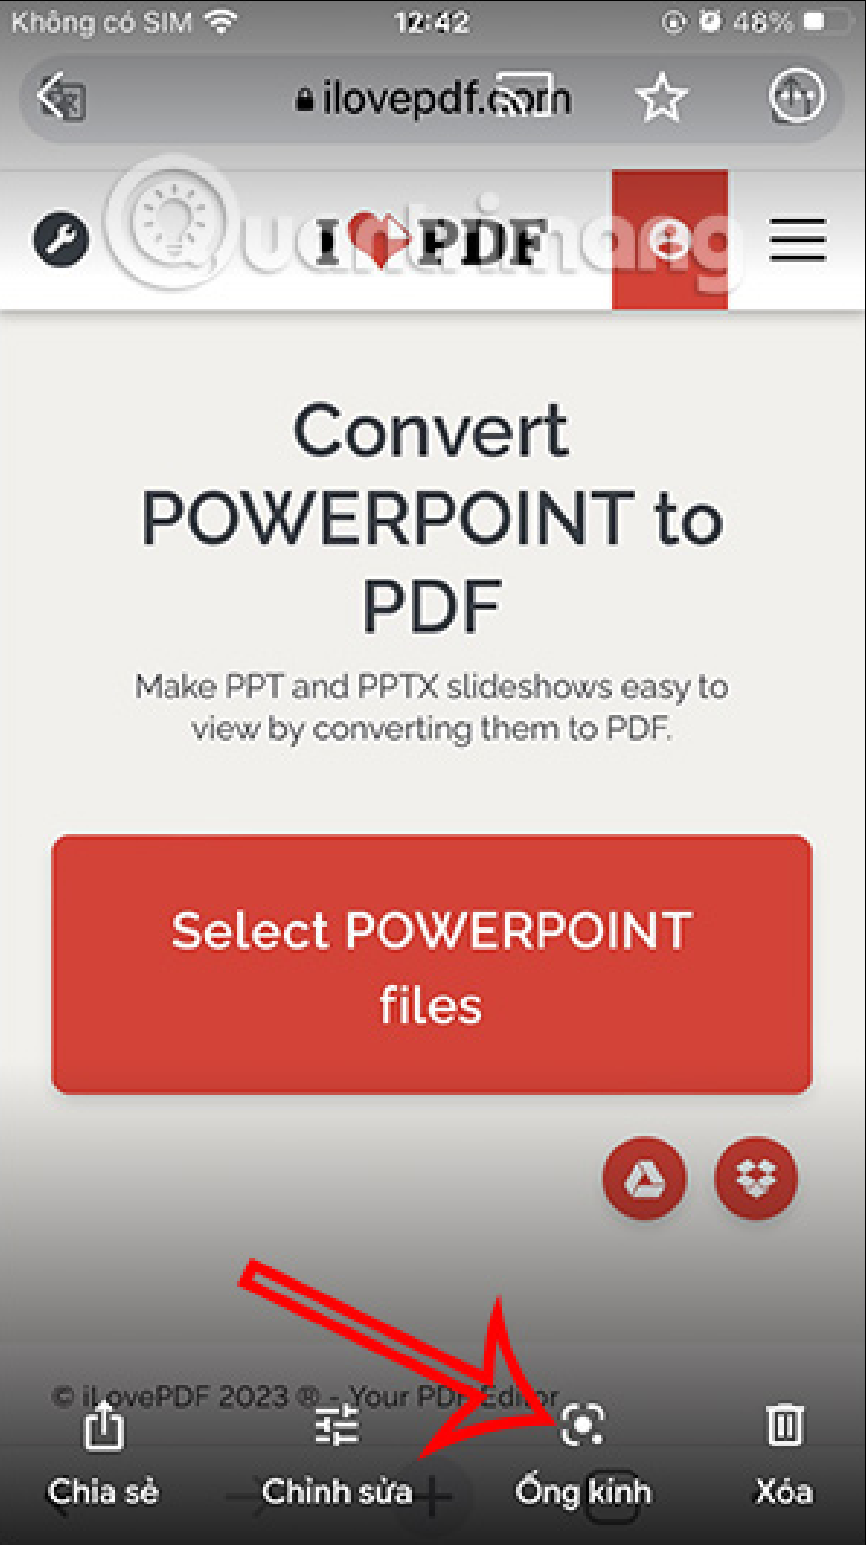 Không có SIM 12:42 48%
ilovepdf.com
I PDF
Quantrimang
Convert
POWERPOINT to
PDF
Make PPT and PPTX slideshows easy to
view by converting them to PDF.
Select POWERPOINT
files
© iLovePDF 2023 ® - Your PDF Editor
Chia sẻ Chỉnh sửa Ống kính Xóa